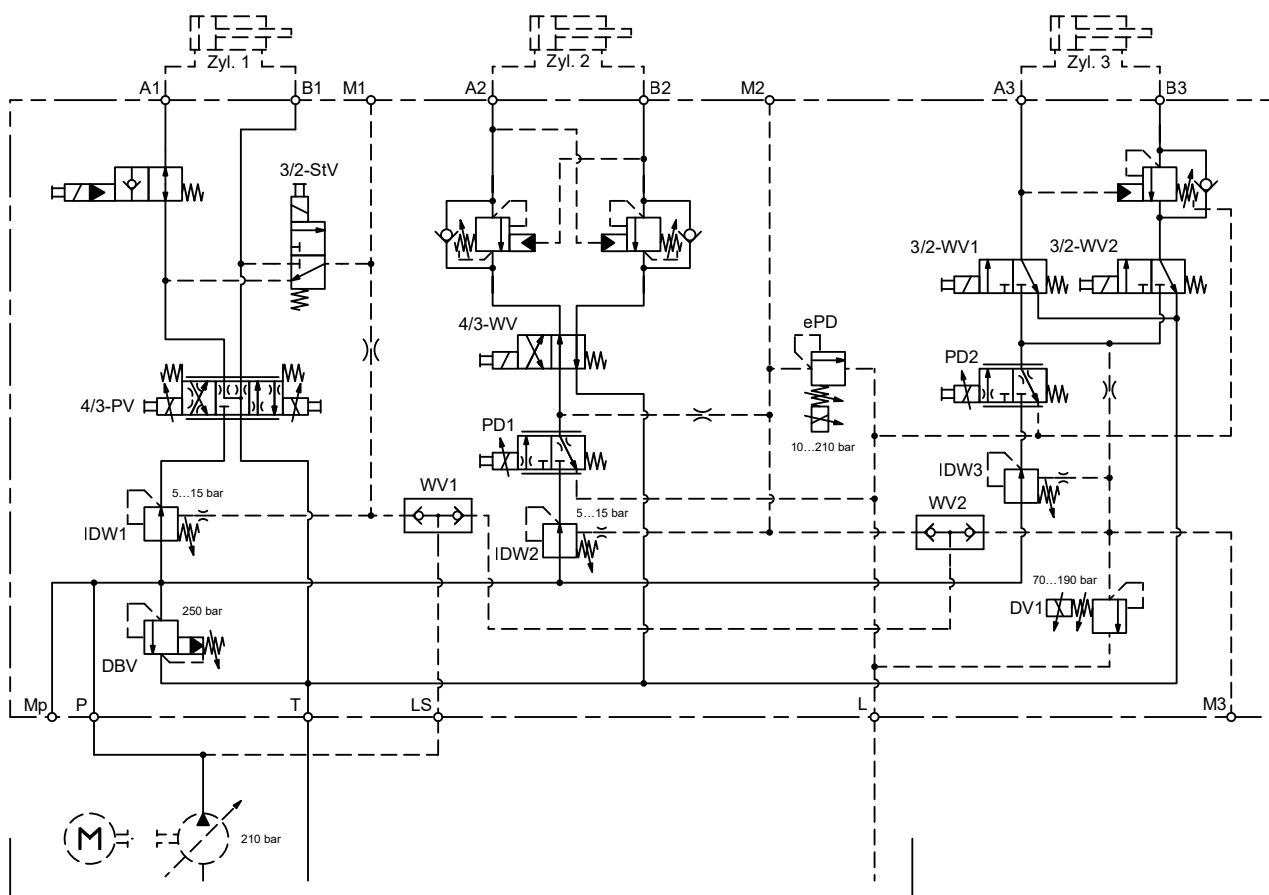 Zyl. 1
Zyl. 2
Zyl. 3
A1
B1
M1
A2
B2
M2
A3
B3
3/2-StV
3/2-WV1
3/2-WV2
4/3-WV
ePD
PD2
4/3-PV
PD1
10...210 bar
IDW3
5...15 bar
WV1
5...15 bar
WV2
IDW1
IDW2
70...190 bar
250 bar
DV1
DBV
Mp
P
T
LS
L
M3
M
210 bar